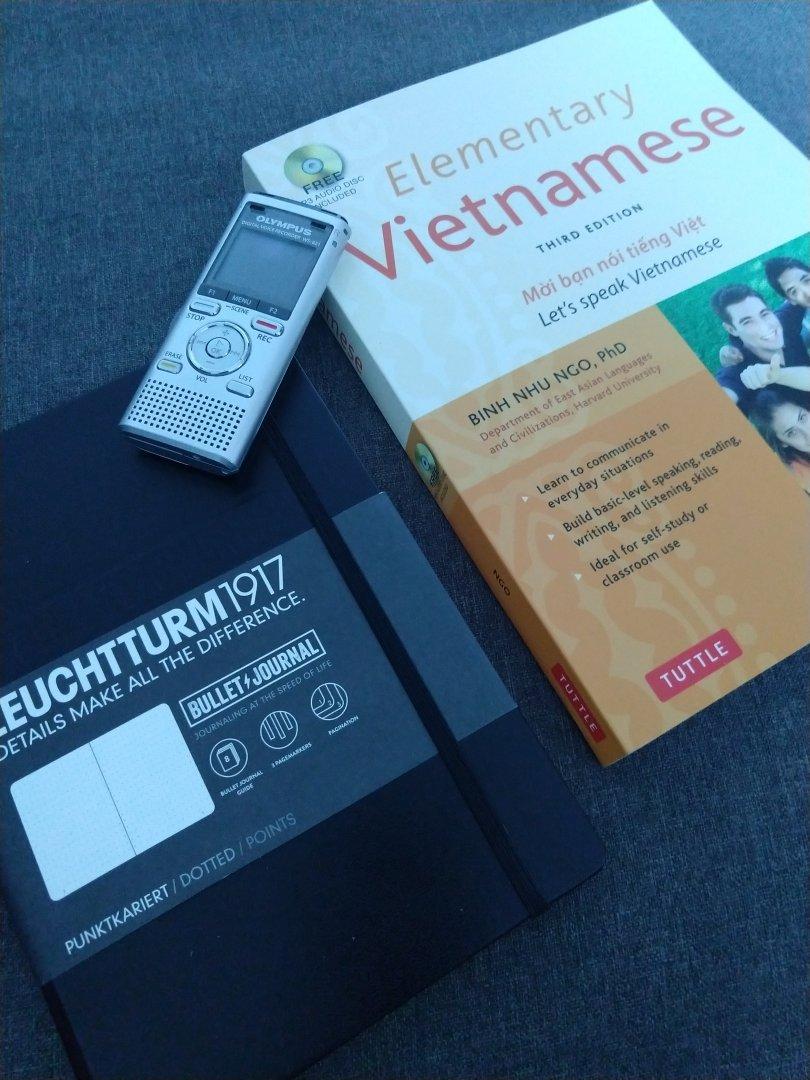 FREE
MP3 AUDIO DISC
INCLUDED
Elementary
Vietnamese
THIRD EDITION
Mời bạn nói tiếng Việt
Let's speak Vietnamese
BINH NHU NGO, PhD
Department of East Asian Languages
and Civilizations, Harvard University
Learn to communicate in
everyday situations
Build basic-level speaking, reading,
writing, and listening skills
Ideal for self-study or
classroom use
TUTTLE
NGO
TUTTLE
OLYMPUS
DIGITAL VOICE RECORDER
F1
MENU
F2
SCENE
STOP
REC
OK
ERASE
VOL
LIST
LEUCHTTURM1917
DETAILS MAKE ALL THE DIFFERENCE.
BULLET JOURNAL
JOURNALING AT THE SPEED OF LIFE
BULLET JOURNAL
GUIDE
3 PAGEMARKERS
PAGINATION
PUNKTKARIERT / DOTTED / POINTS